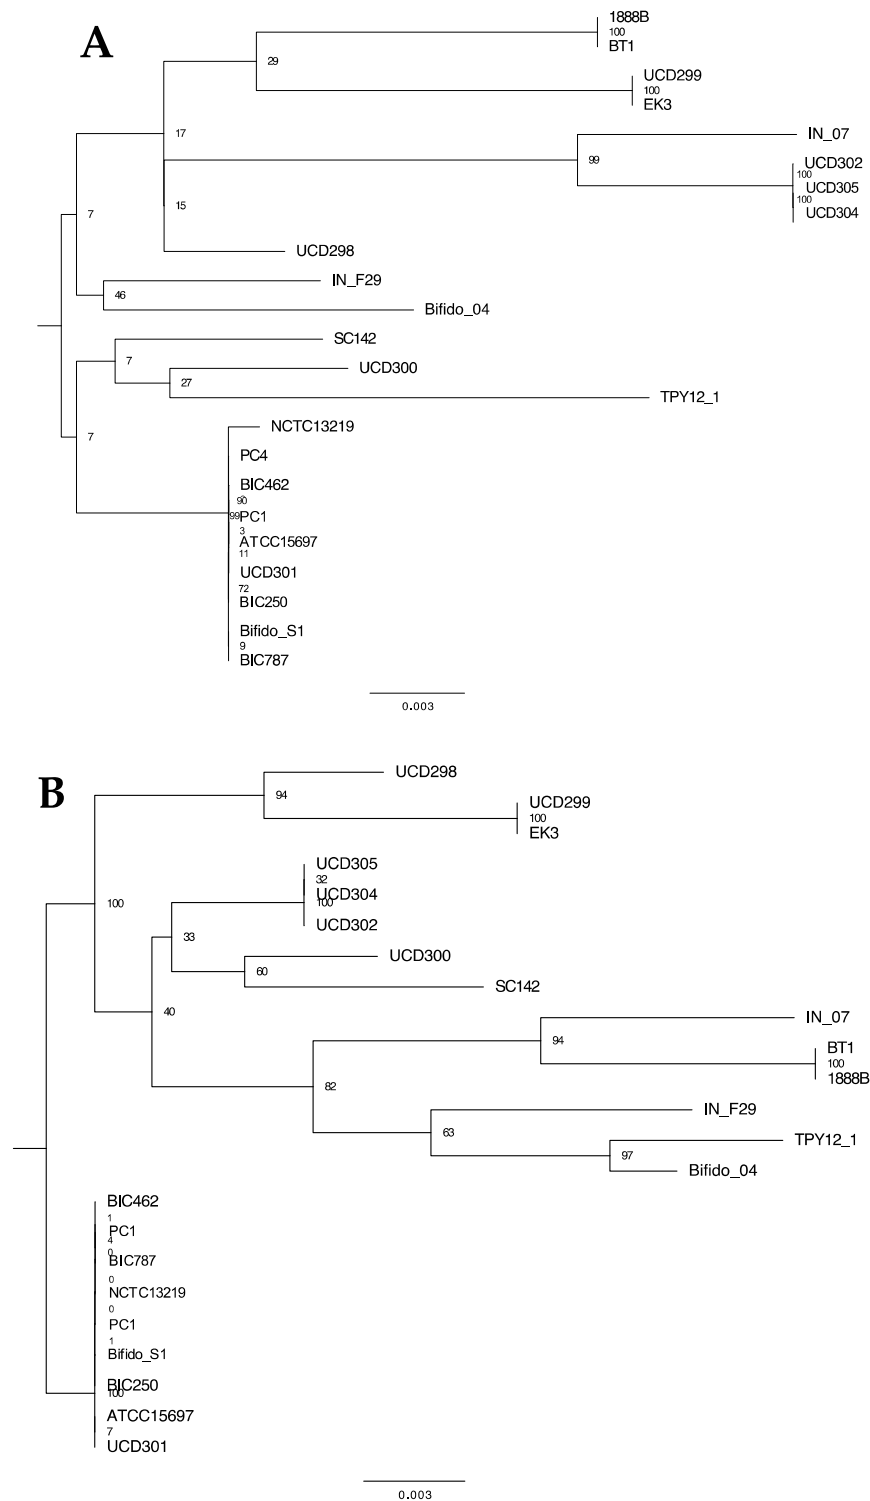 A
1888B
100
BT1
29
UCD299
100
EK3
17
IN_07
99
UCD302
100
UCD305
100
UCD304
15
7
UCD298
IN_F29
46
Bifido_04
SC142
7
UCD300
27
TPY12_1
NCTC13219
7
PC4
BIC462
90
99
PC1
3
ATCC15697
11
UCD301
72
BIC250
Bifido_S1
9
BIC787
0.003
B
UCD298
94
UCD299
100
EK3
UCD305
32
UCD304
100
100
UCD302
33
UCD300
60
SC142
40
IN_07
94
BT1
100
1888B
82
IN_F29
63
TPY12_1
97
Bifido_04
BIC462
1
PC1
4
0
BIC787
0
NCTC13219
0
PC1
1
Bifido_S1
BIC250
100
ATCC15697
7
UCD301
0.003